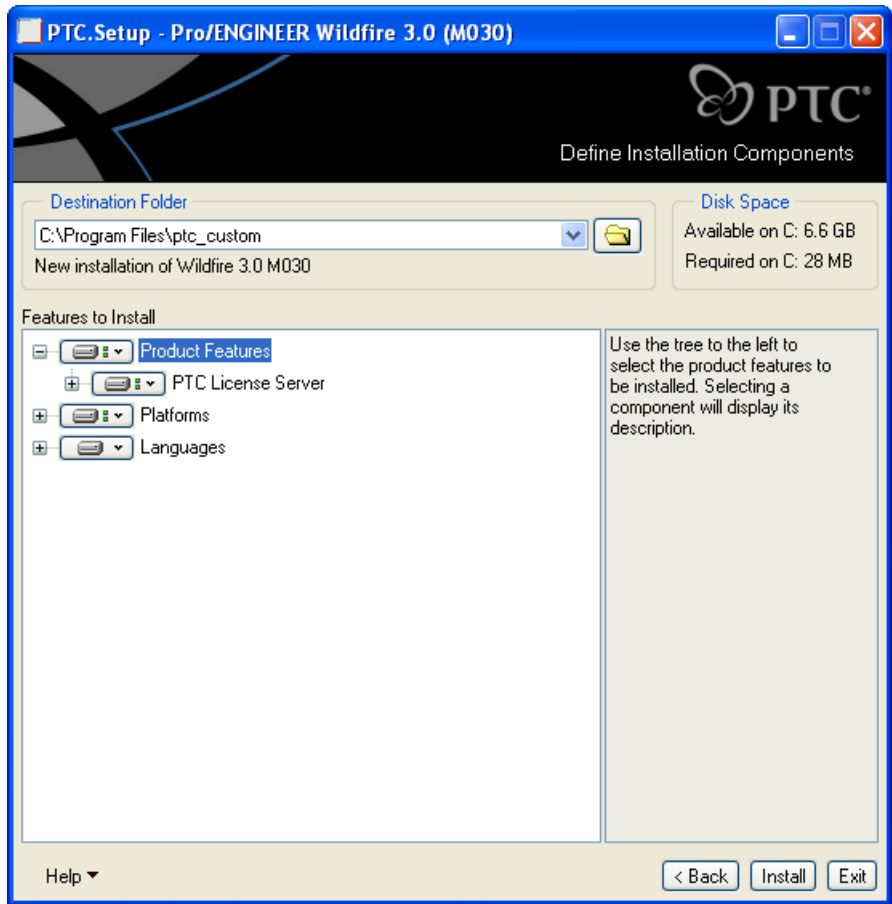 PTC.Setup - Pro/ENGINEER Wildfire 3.0 (M030)
PTC®
Define Installation Components
Destination Folder
C:\Program Files\ptc_custom
New installation of Wildfire 3.0 M030
Disk Space
Available on C: 6.6 GB
Required on C: 28 MB
Features to Install
Product Features
PTC License Server
Platforms
Languages
Use the tree to the left to
select the product features to
be installed. Selecting a
component will display its
description.
Help
< Back
Install
Exit